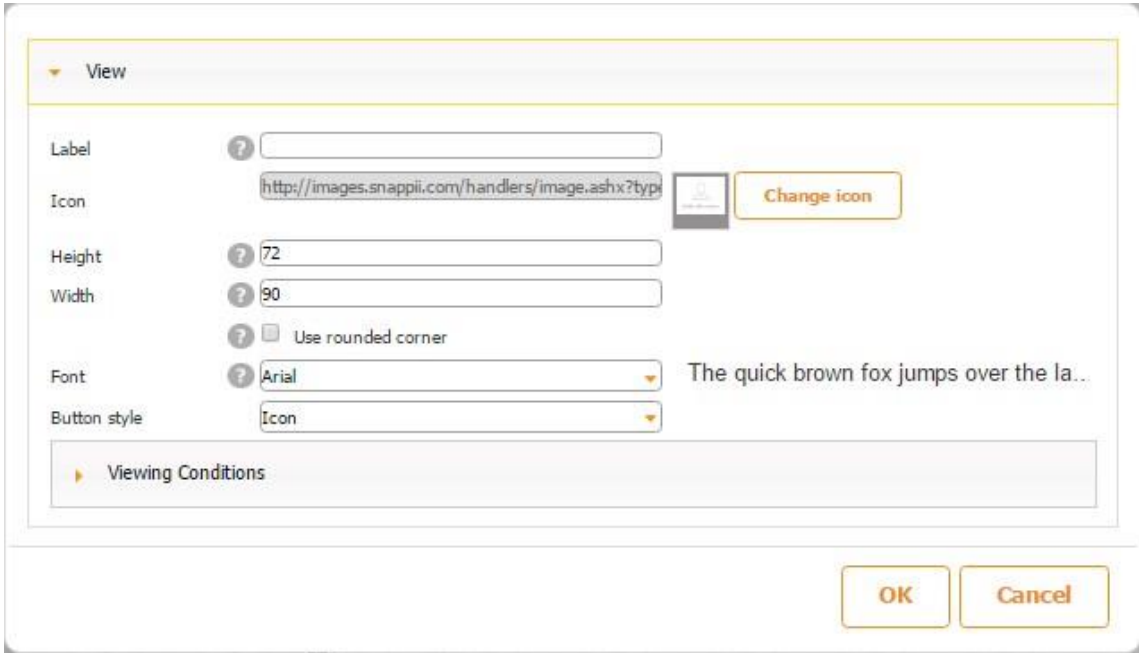 View
Label ?
Icon http://images.snappii.com/handlers/image.ashx?type Change icon
Height ? 72
Width ? 90
? Use rounded corner
Font ? Arial The quick brown fox jumps over the la...
Button style Icon
Viewing Conditions
OK Cancel